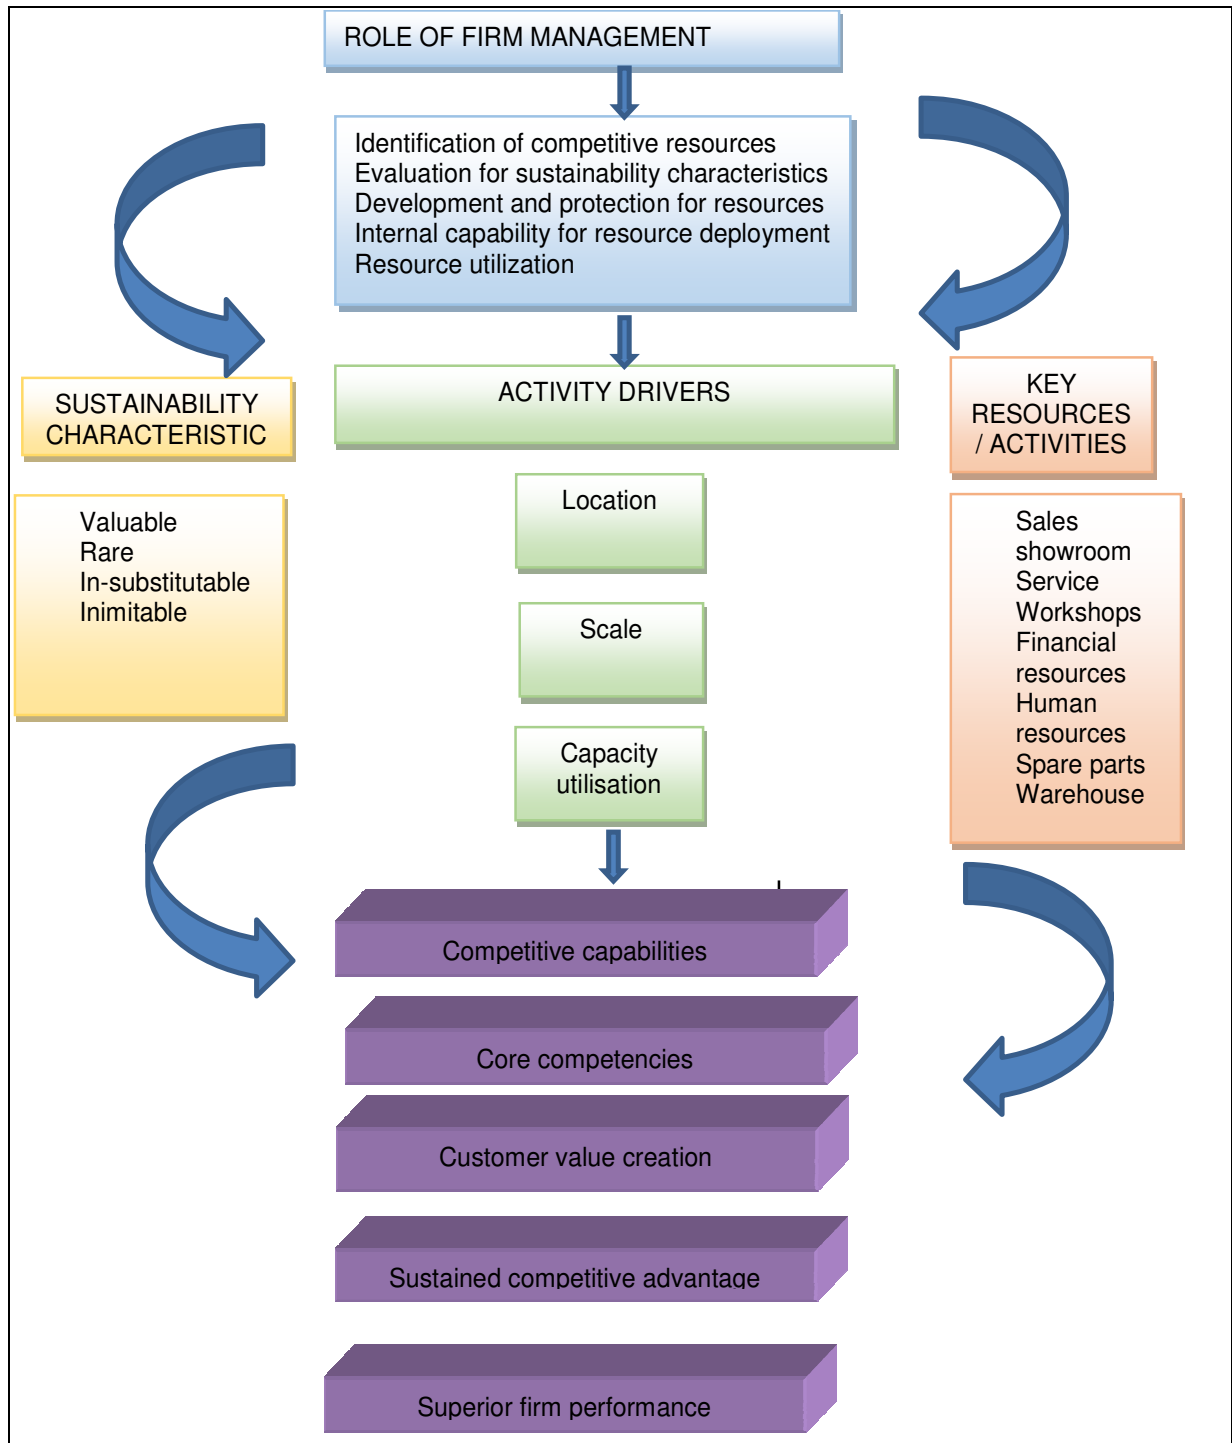 ROLE OF FIRM MANAGEMENT
Identification of competitive resources
Evaluation for sustainability characteristics
Development and protection for resources
Internal capability for resource deployment
Resource utilization
SUSTAINABILITY
CHARACTERISTIC
ACTIVITY DRIVERS
KEY
RESOURCES
/ ACTIVITIES
Valuable
Rare
In-substitutable
Inimitable
Location
Scale
Capacity
utilisation
Sales
showroom
Service
Workshops
Financial
resources
Human
resources
Spare parts
Warehouse
Competitive capabilities
Core competencies
Customer value creation
Sustained competitive advantage
Superior firm performance